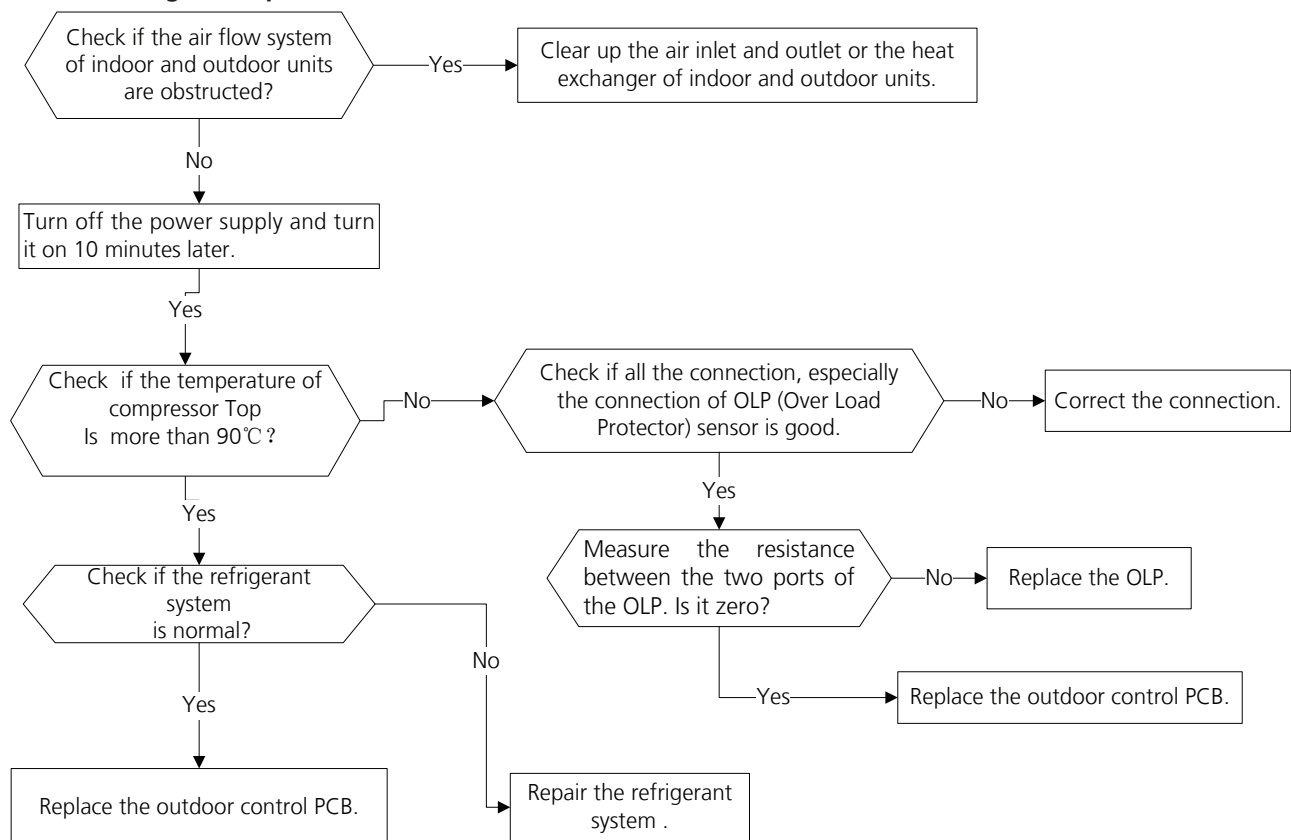 Check if the air flow system
of indoor and outdoor units
are obstructed?
Yes
Clear up the air inlet and outlet or the heat
exchanger of indoor and outdoor units.
No
Turn off the power supply and turn
it on 10 minutes later.
Yes
Check if the temperature of
compressor Top
Is more than 90℃？
No
Check if all the connection, especially
the connection of OLP (Over Load
Protector) sensor is good.
No
Correct the connection.
Yes
Yes
Measure the resistance
between the two ports of
the OLP. Is it zero?
No
Replace the OLP.
Check if the refrigerant
system
is normal?
No
Yes
Yes
Replace the outdoor control PCB.
Replace the outdoor control PCB.
Repair the refrigerant
system .